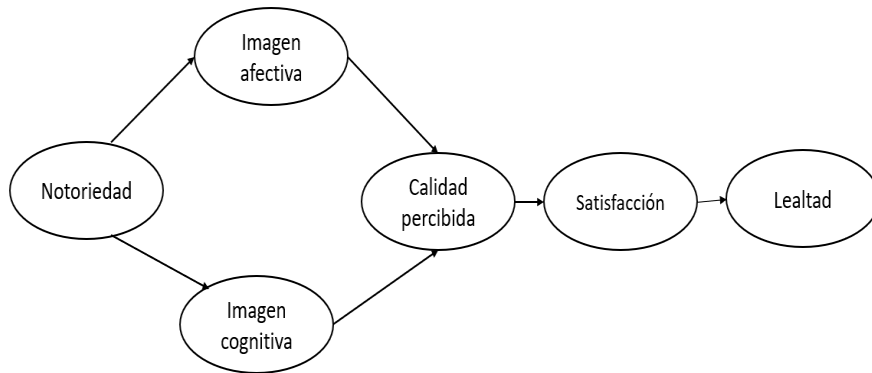 Imagen
afectiva
Notoriedad
Calidad
percibida
Satisfacción
Lealtad
Imagen
cognitiva